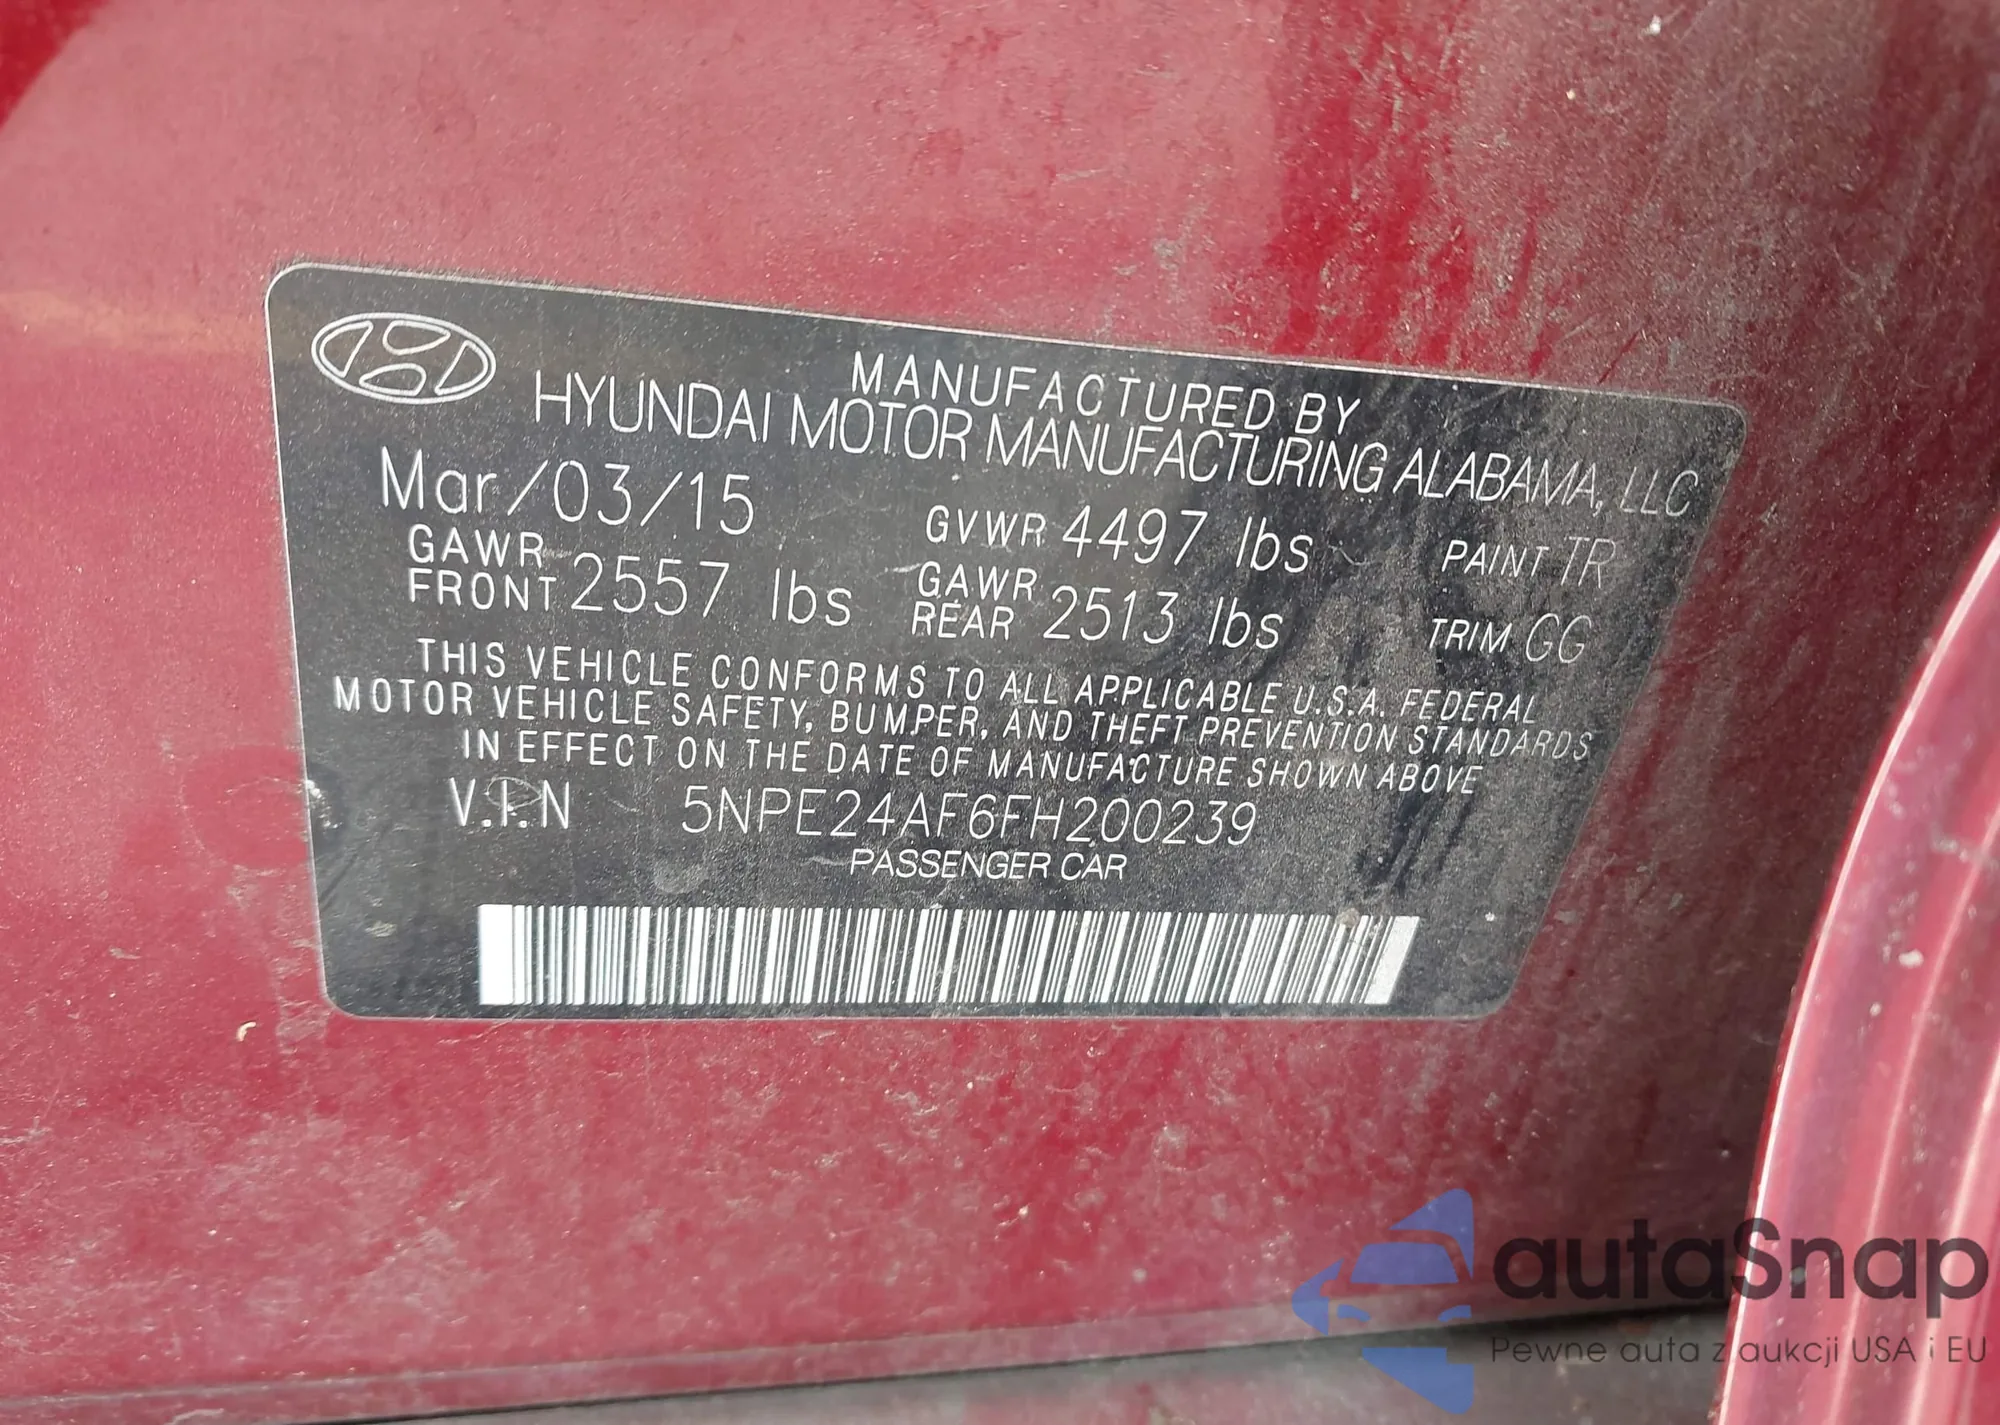 MANUFACTURED BY
HYUNDAI MOTOR MANUFACTURING ALABAMA, LLC
Mar/03/15 GVWR 4497 lbs PAINT TR
GAWR FRONT 2557 lbs GAWR REAR 2513 lbs TRIM GG
THIS VEHICLE CONFORMS TO ALL APPLICABLE U.S.A. FEDERAL
MOTOR VEHICLE SAFETY, BUMPER, AND THEFT PREVENTION STANDARDS
IN EFFECT ON THE DATE OF MANUFACTURE SHOWN ABOVE
V.I.N 5NPE24AF6FH200239
PASSENGER CAR
autaSnap
Pewne auta z aukcji USA i EU